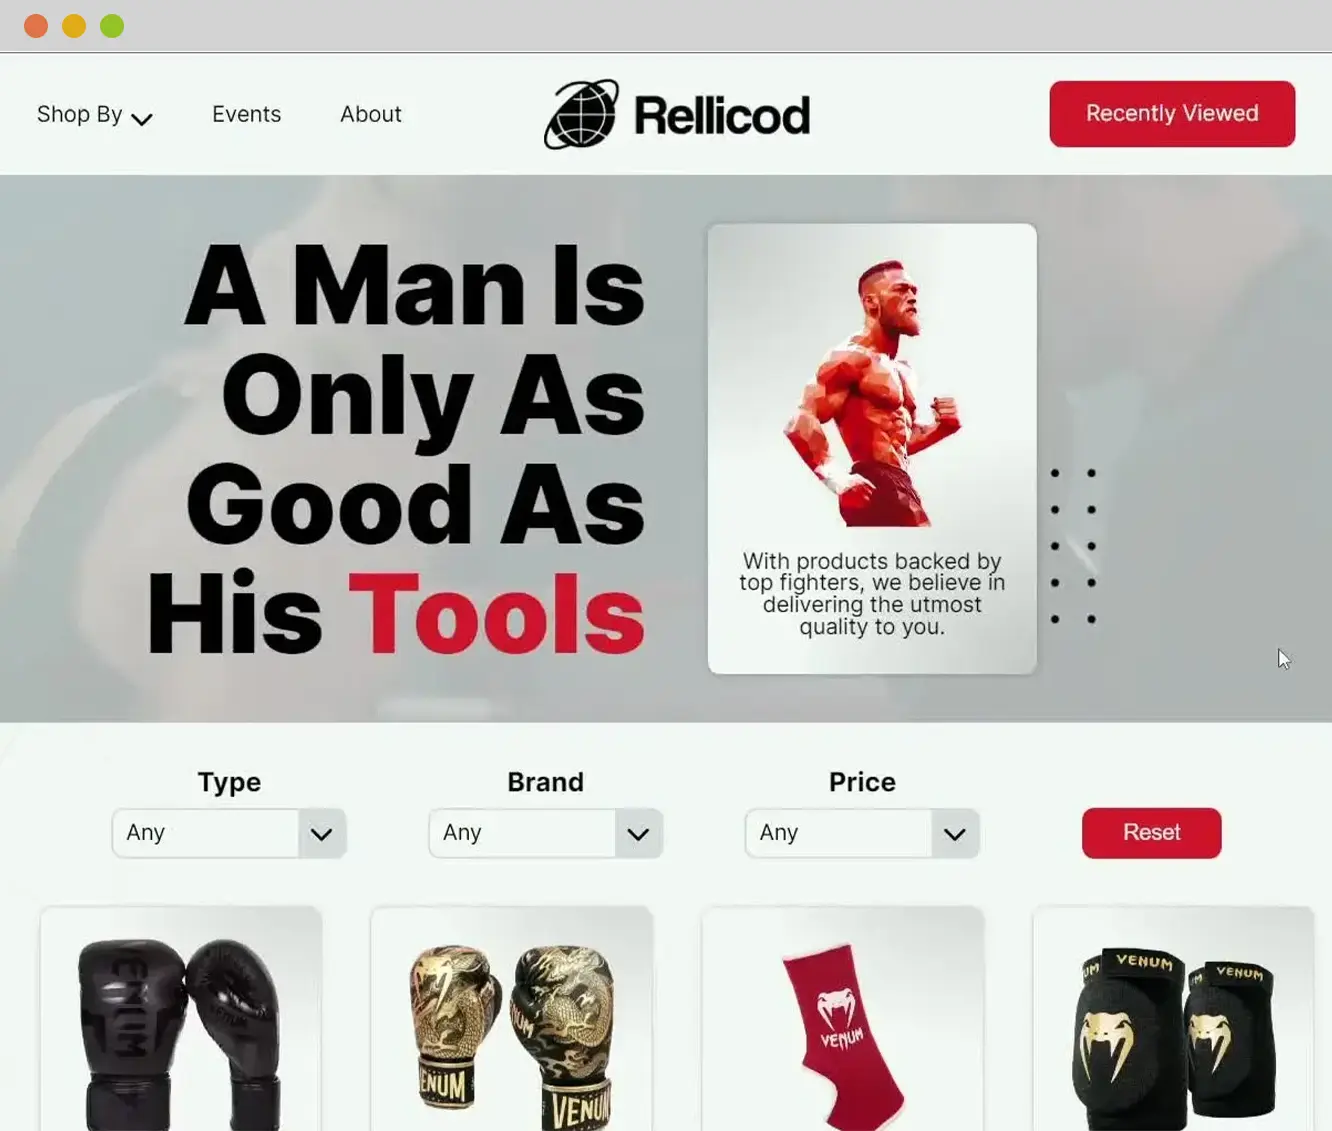 Shop By
Events
About
Rellicod
Recently Viewed
A Man Is
Only As
Good As
His Tools
With products backed by
top fighters, we believe in
delivering the utmost
quality to you.
Type
Brand
Price
Any
Any
Any
Reset
VENUM
VENUM
VENUM
VENUM
VENUM